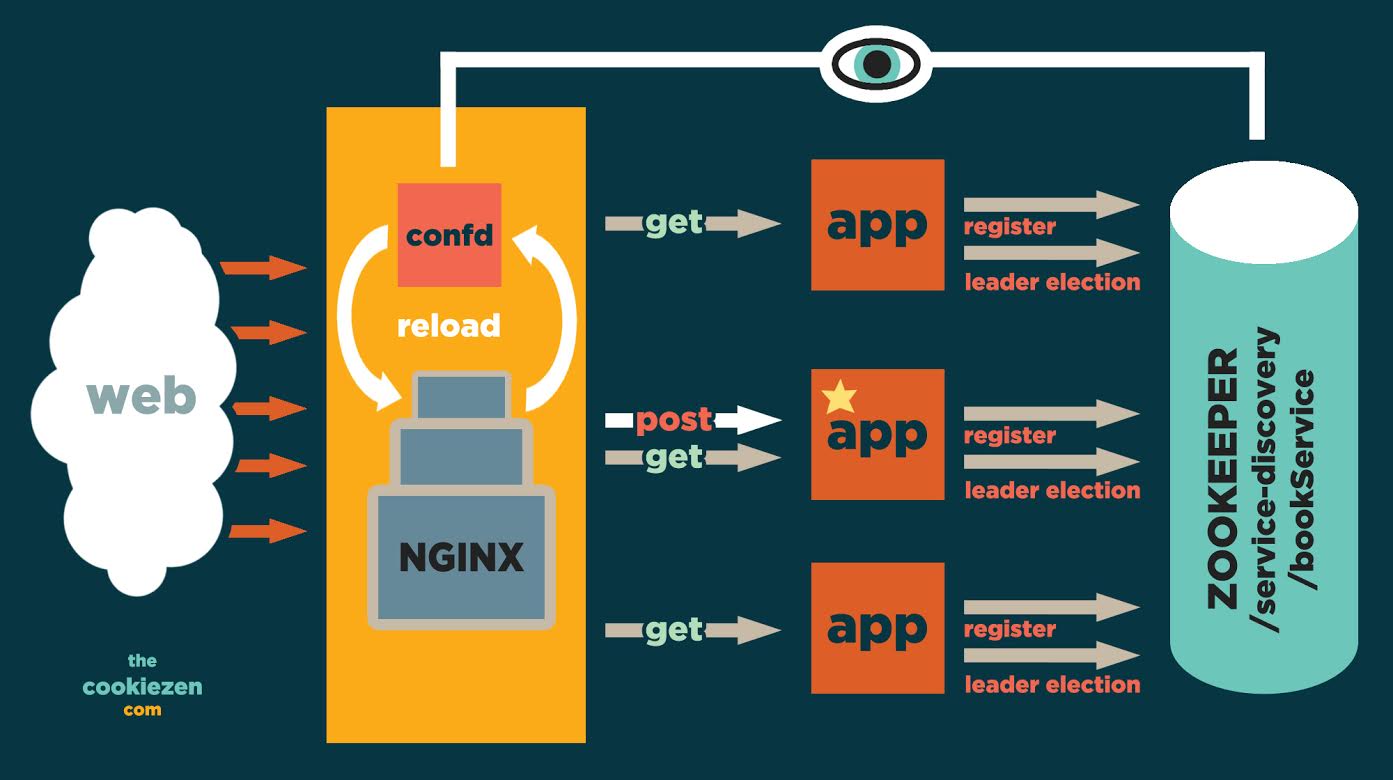 web
the
cookiezen
com
confd
reload
NGINX
get
post
get
get
app
register
leader election
app
register
leader election
app
register
leader election
ZOOKEEPER
/service-discovery
/bookService